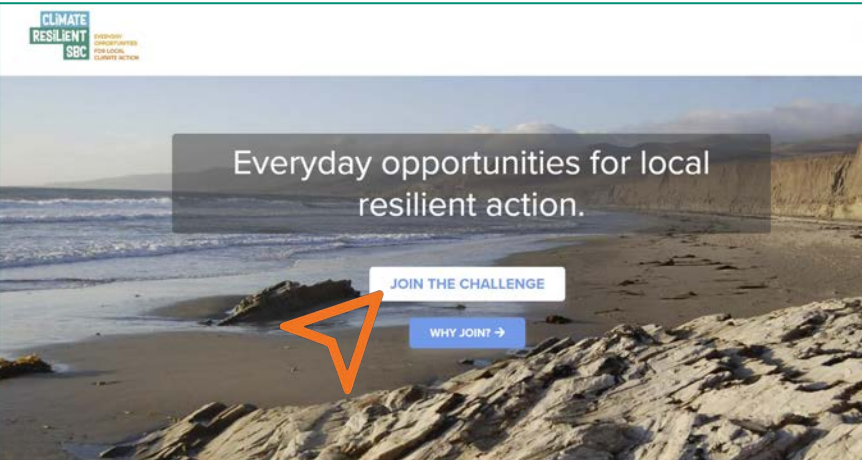 CLIMATE
RESILIENT
SBC
EVERYDAY
OPPORTUNITIES
FOR LOCAL
CLIMATE ACTION
Everyday opportunities for local
resilient action.
JOIN THE CHALLENGE
WHY JOIN? →